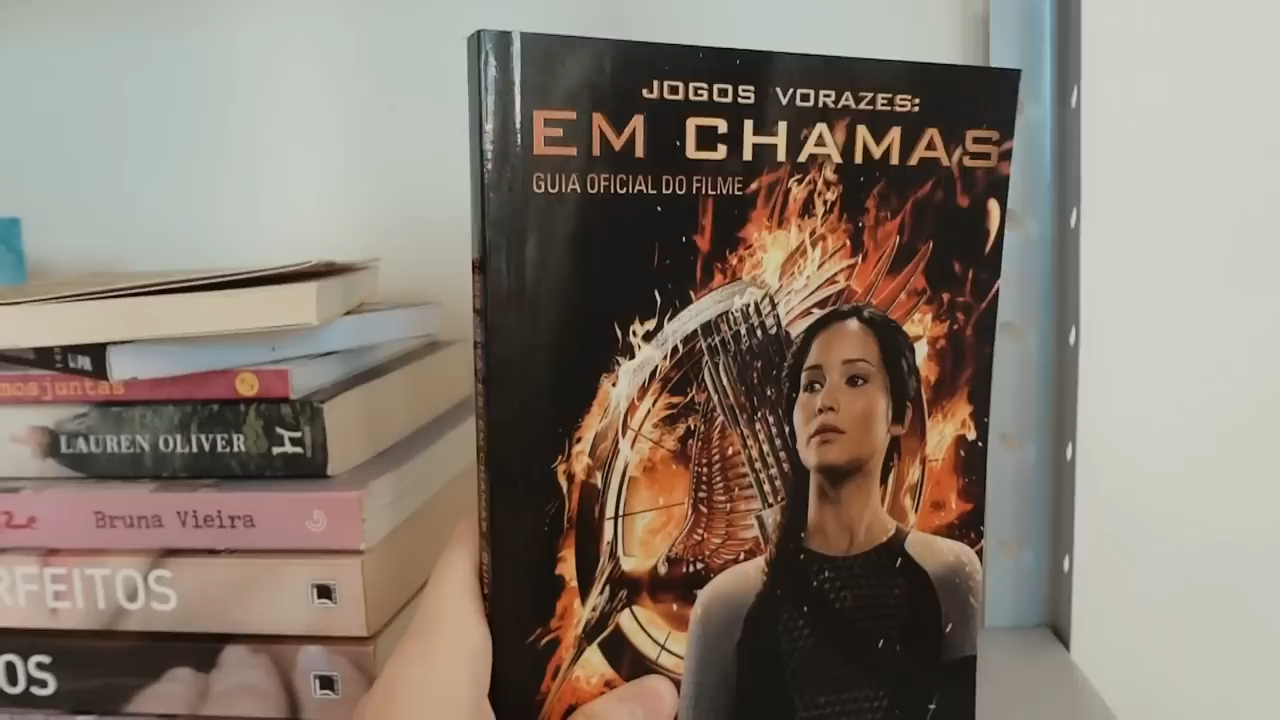 JOGOS VORAZES:
EM CHAMAS
GUIA OFICIAL DO FILME
mosjuntas
LAUREN OLIVER
H
Bruna Vieira
RFEITOS
OS